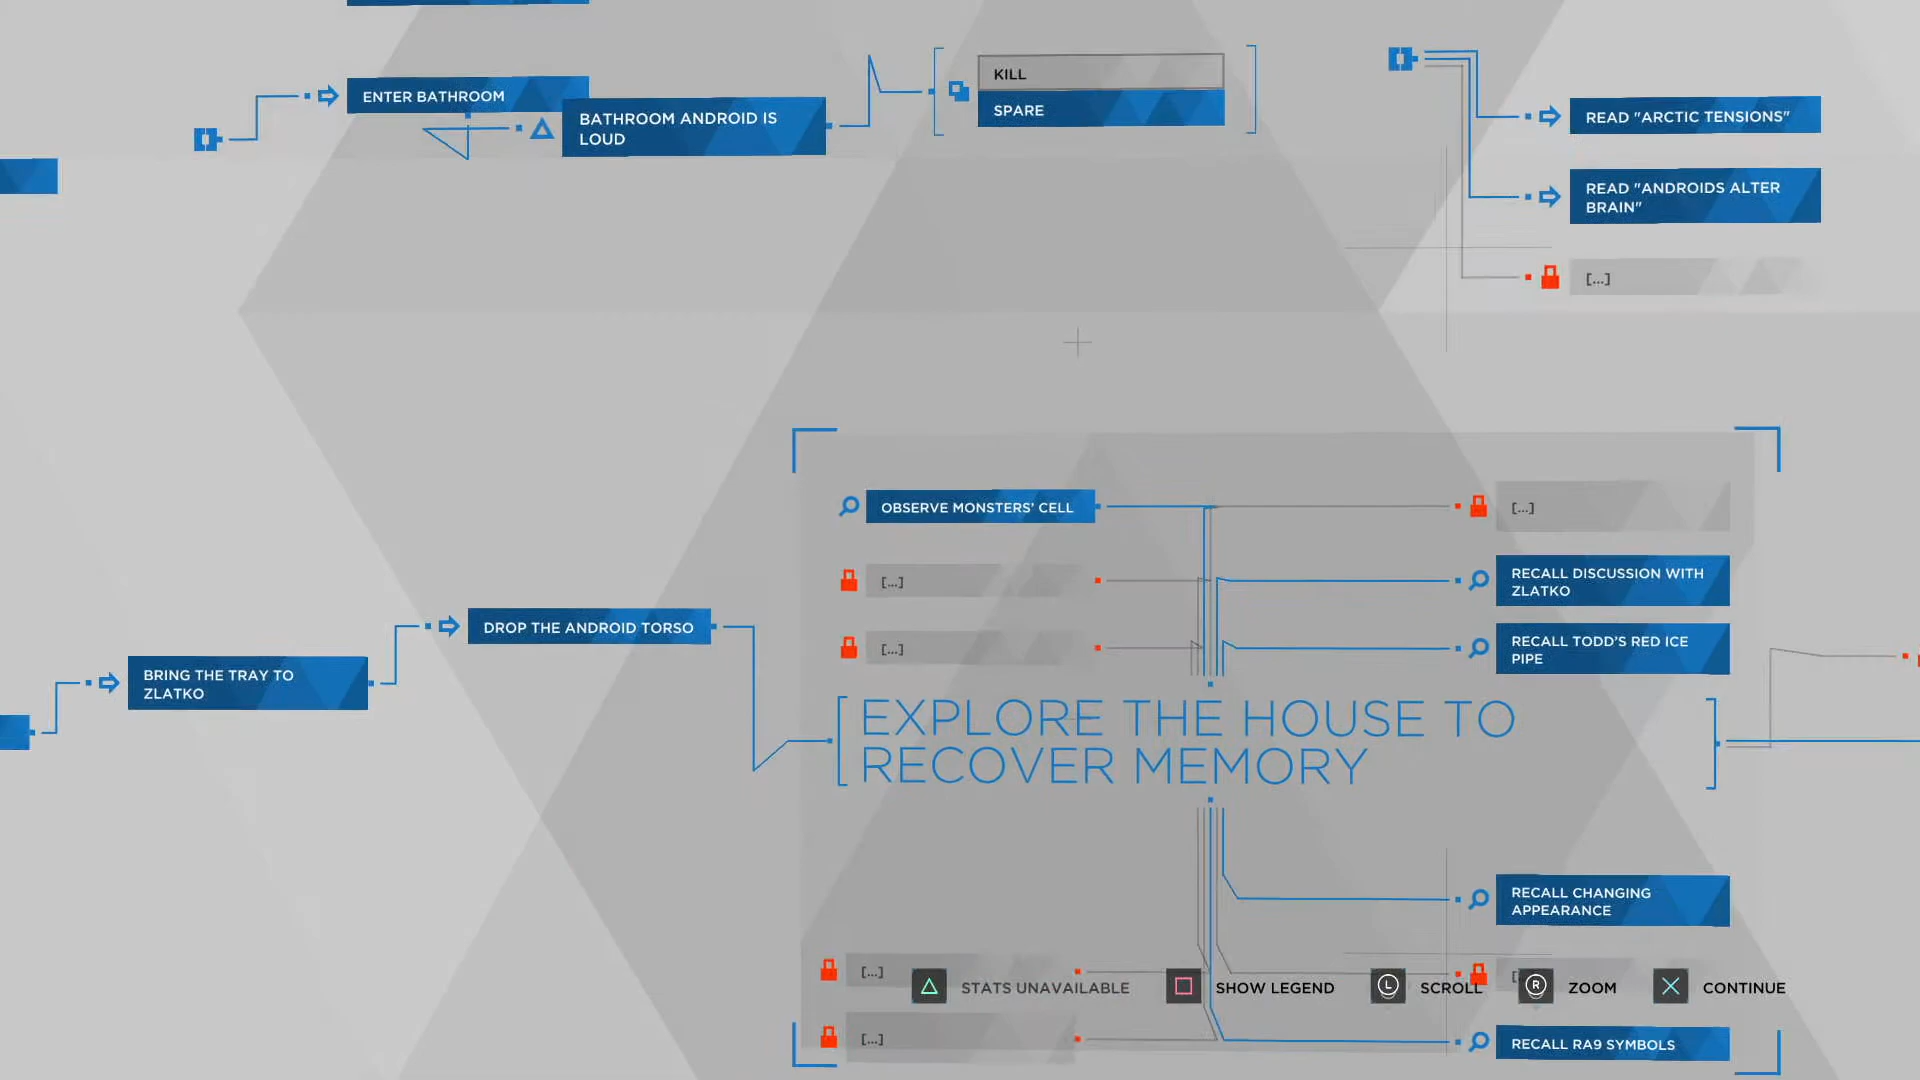 ENTER BATHROOM
BATHROOM ANDROID IS
LOUD
KILL
SPARE
READ "ARCTIC TENSIONS"
READ "ANDROIDS ALTER
BRAIN"
[...]
OBSERVE MONSTERS' CELL
[...]
[...]
RECALL DISCUSSION WITH
ZLATKO
[...]
RECALL TODD'S RED ICE
PIPE
DROP THE ANDROID TORSO
BRING THE TRAY TO
ZLATKO
EXPLORE THE HOUSE TO
RECOVER MEMORY
RECALL CHANGING
APPEARANCE
[...]
STATS UNAVAILABLE
SHOW LEGEND
L
SCROLL
R
ZOOM
CONTINUE
[...]
RECALL RA9 SYMBOLS